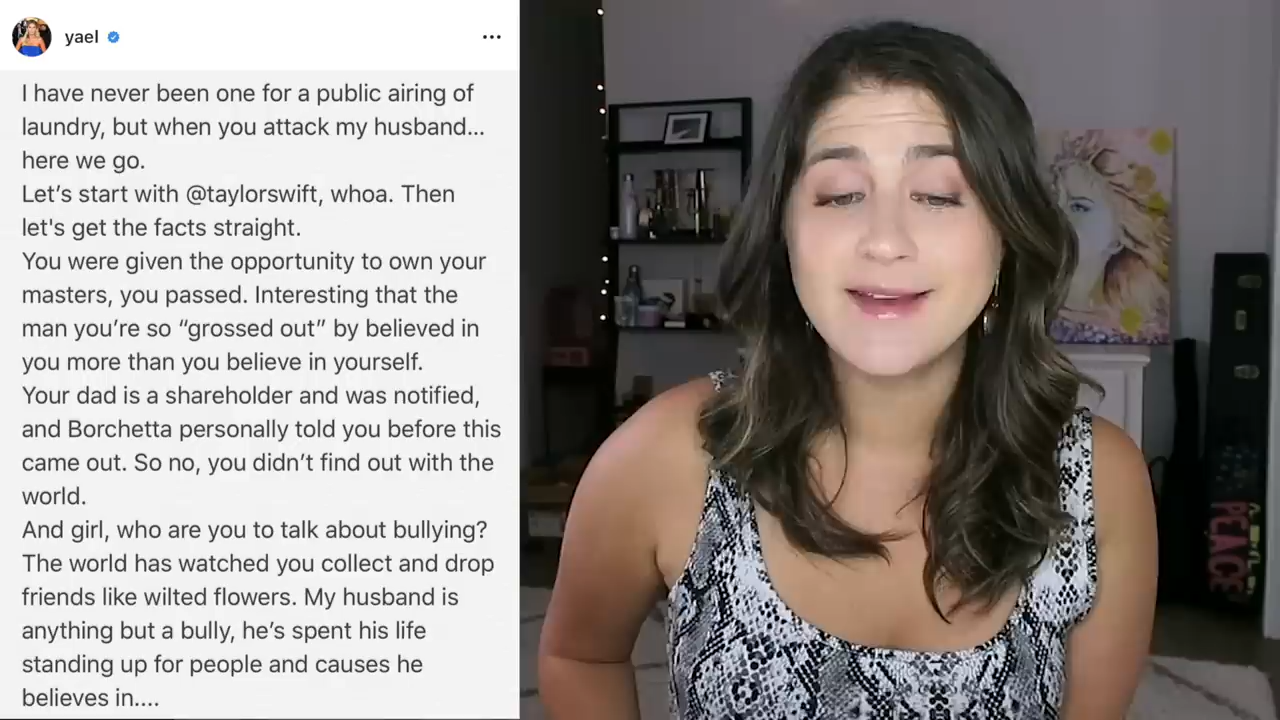 yael
I have never been one for a public airing of
laundry, but when you attack my husband...
here we go.
Let's start with @taylorswift, whoa. Then
let's get the facts straight.
You were given the opportunity to own your
masters, you passed. Interesting that the
man you're so “grossed out” by believed in
you more than you believe in yourself.
Your dad is a shareholder and was notified,
and Borchetta personally told you before this
came out. So no, you didn't find out with the
world.
And girl, who are you to talk about bullying?
The world has watched you collect and drop
friends like wilted flowers. My husband is
anything but a bully, he's spent his life
standing up for people and causes he
believes in....
PEACE